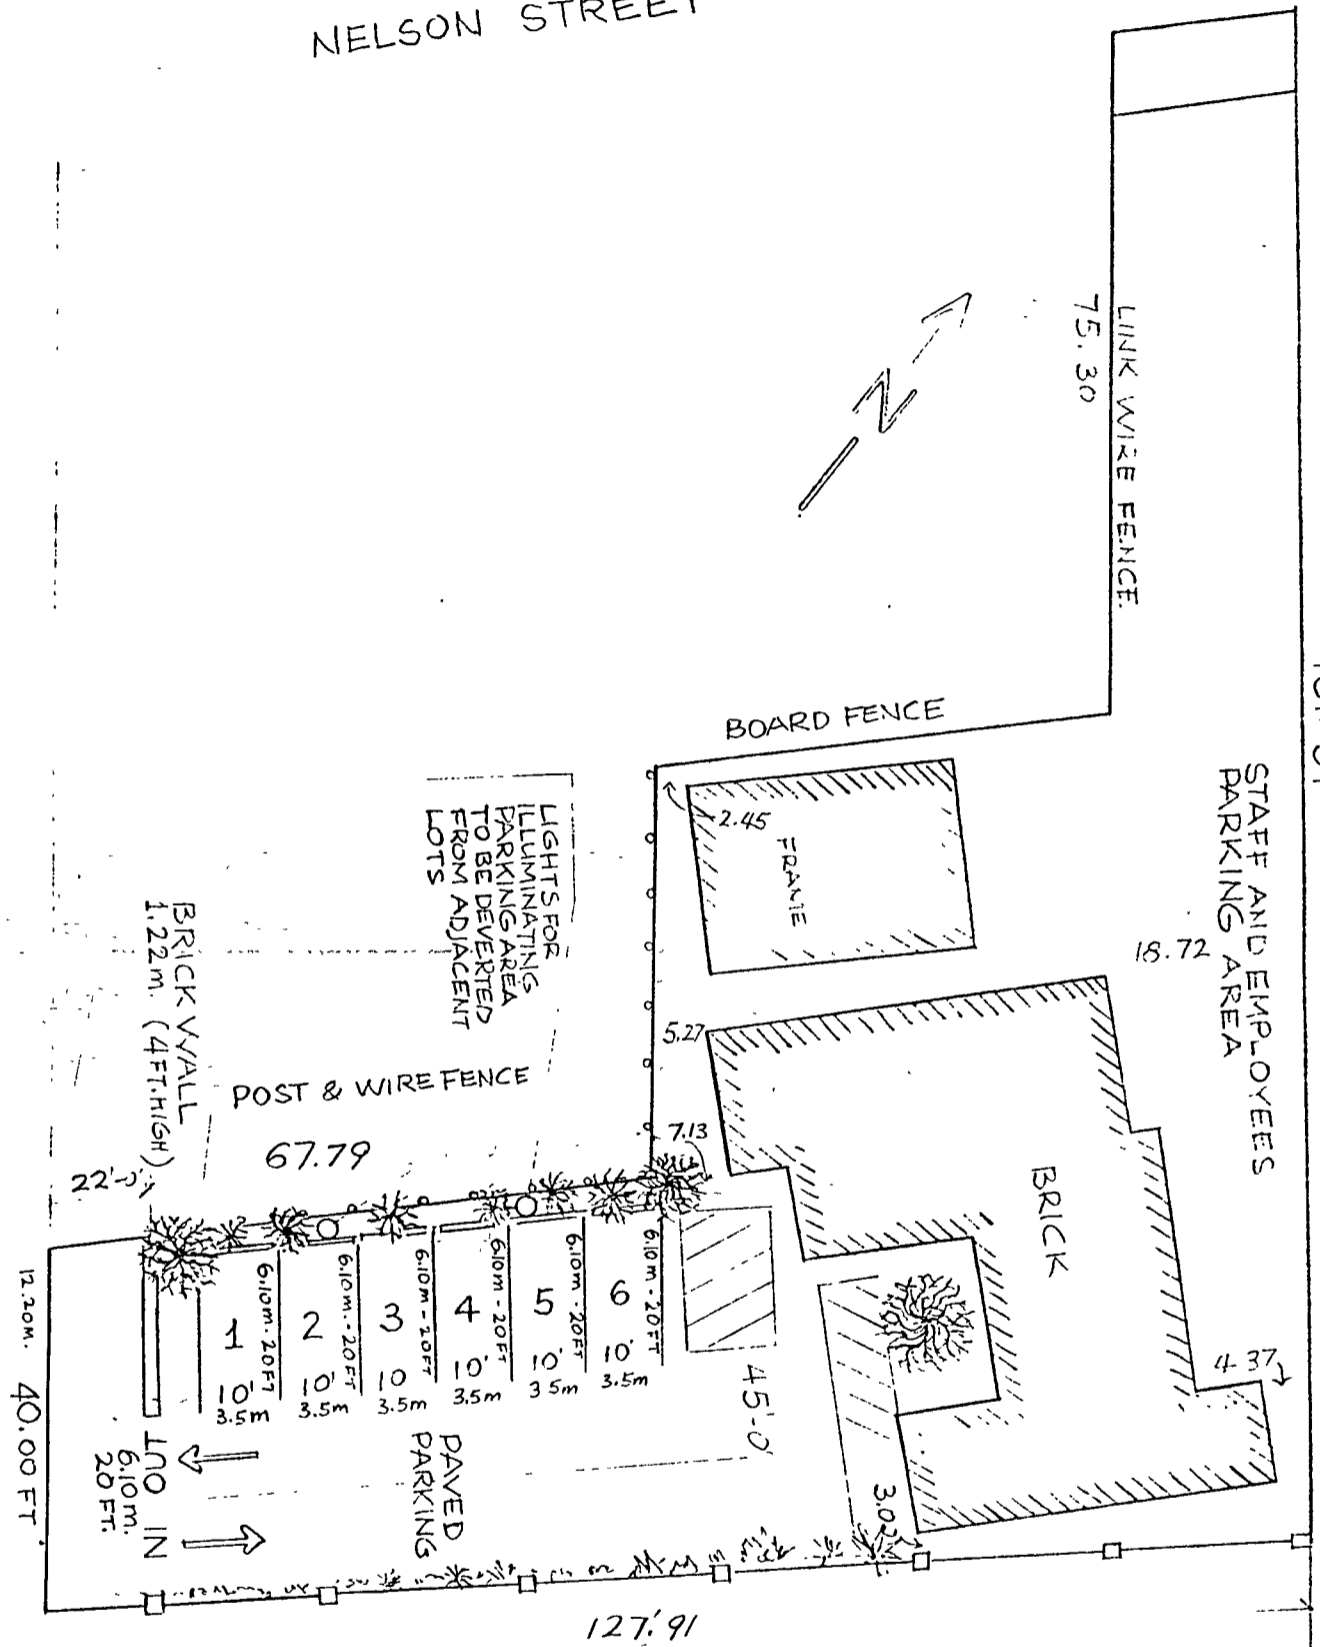 NELSON STREET
LINK WIRE FENCE.
75.30
N
BOARD FENCE
STAFF AND EMPLOYEES
PARKING AREA
2.45
FRAME
18.72
LIGHTS FOR
ILLUMINATING
PARKING AREA
TO BE DEVERTED
FROM ADJACENT
LOTS
BRICK WALL
1.22m. (4FT.HIGH)
5.27
POST & WIRE FENCE
7.13
67.79
22'-0"
BRICK
6.10m-20FT
6.10m.-20FT
6.10m-20FT
6.10m-20FT
6.10m-20FT
6.10m-20FT
1
2
3
4
5
6
10'
10'
10
10'
10'
10'
3.5m
3.5m
3.5m
3.5m
3.5m
3.5m
45'-0"
4.37
12.20M. 40.00 FT
OUT IN
6.10m.
20 FT.
PAVED
PARKING
127.'91